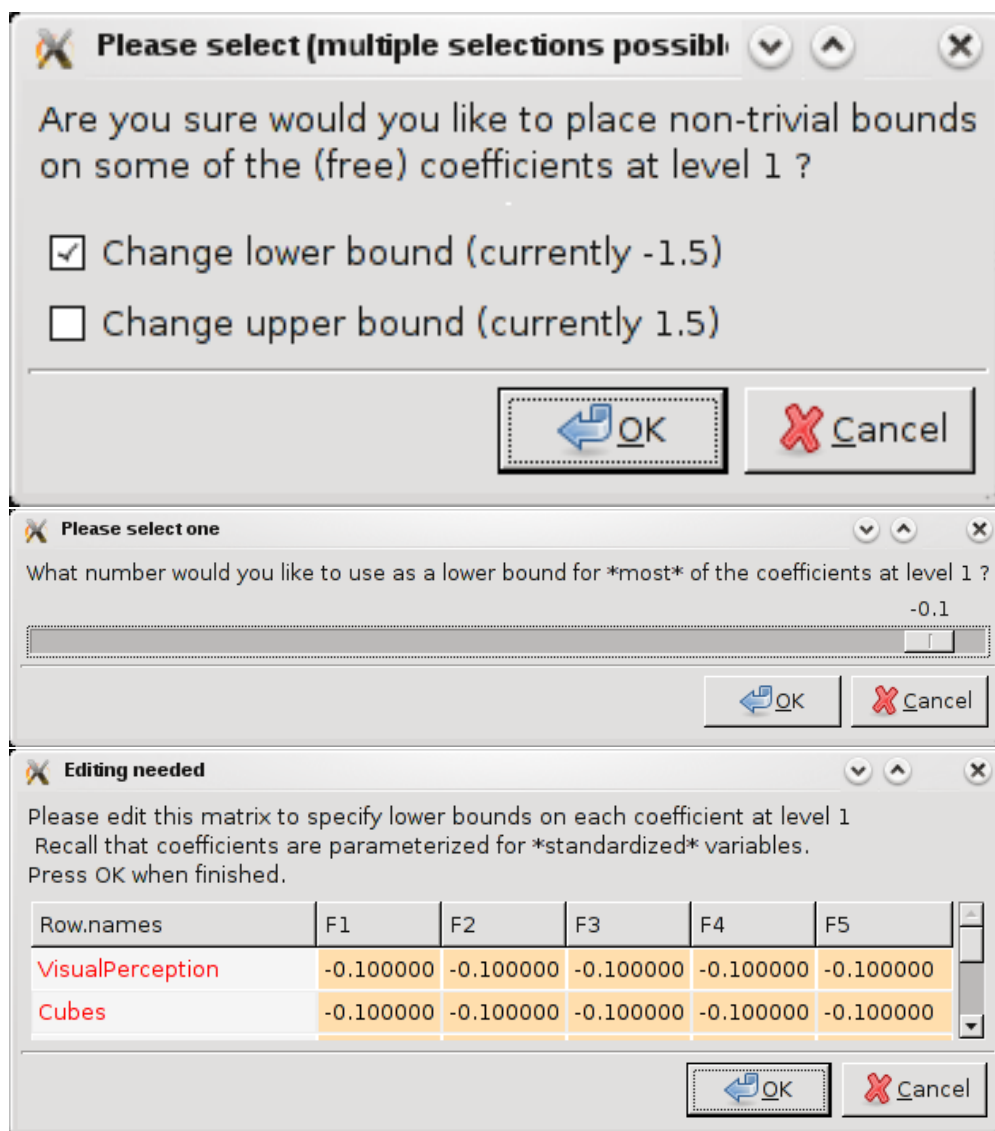 Please select (multiple selections possibl
Are you sure would you like to place non-trivial bounds
on some of the (free) coefficients at level 1 ?
Change lower bound (currently -1.5)
Change upper bound (currently 1.5)
OK Cancel
Please select one
What number would you like to use as a lower bound for *most* of the coefficients at level 1 ?
-0.1
OK Cancel
Editing needed
Please edit this matrix to specify lower bounds on each coefficient at level 1
Recall that coefficients are parameterized for *standardized* variables.
Press OK when finished.
Row.names F1 F2 F3 F4 F5
VisualPerception -0.100000 -0.100000 -0.100000 -0.100000 -0.100000
Cubes -0.100000 -0.100000 -0.100000 -0.100000 -0.100000
OK Cancel